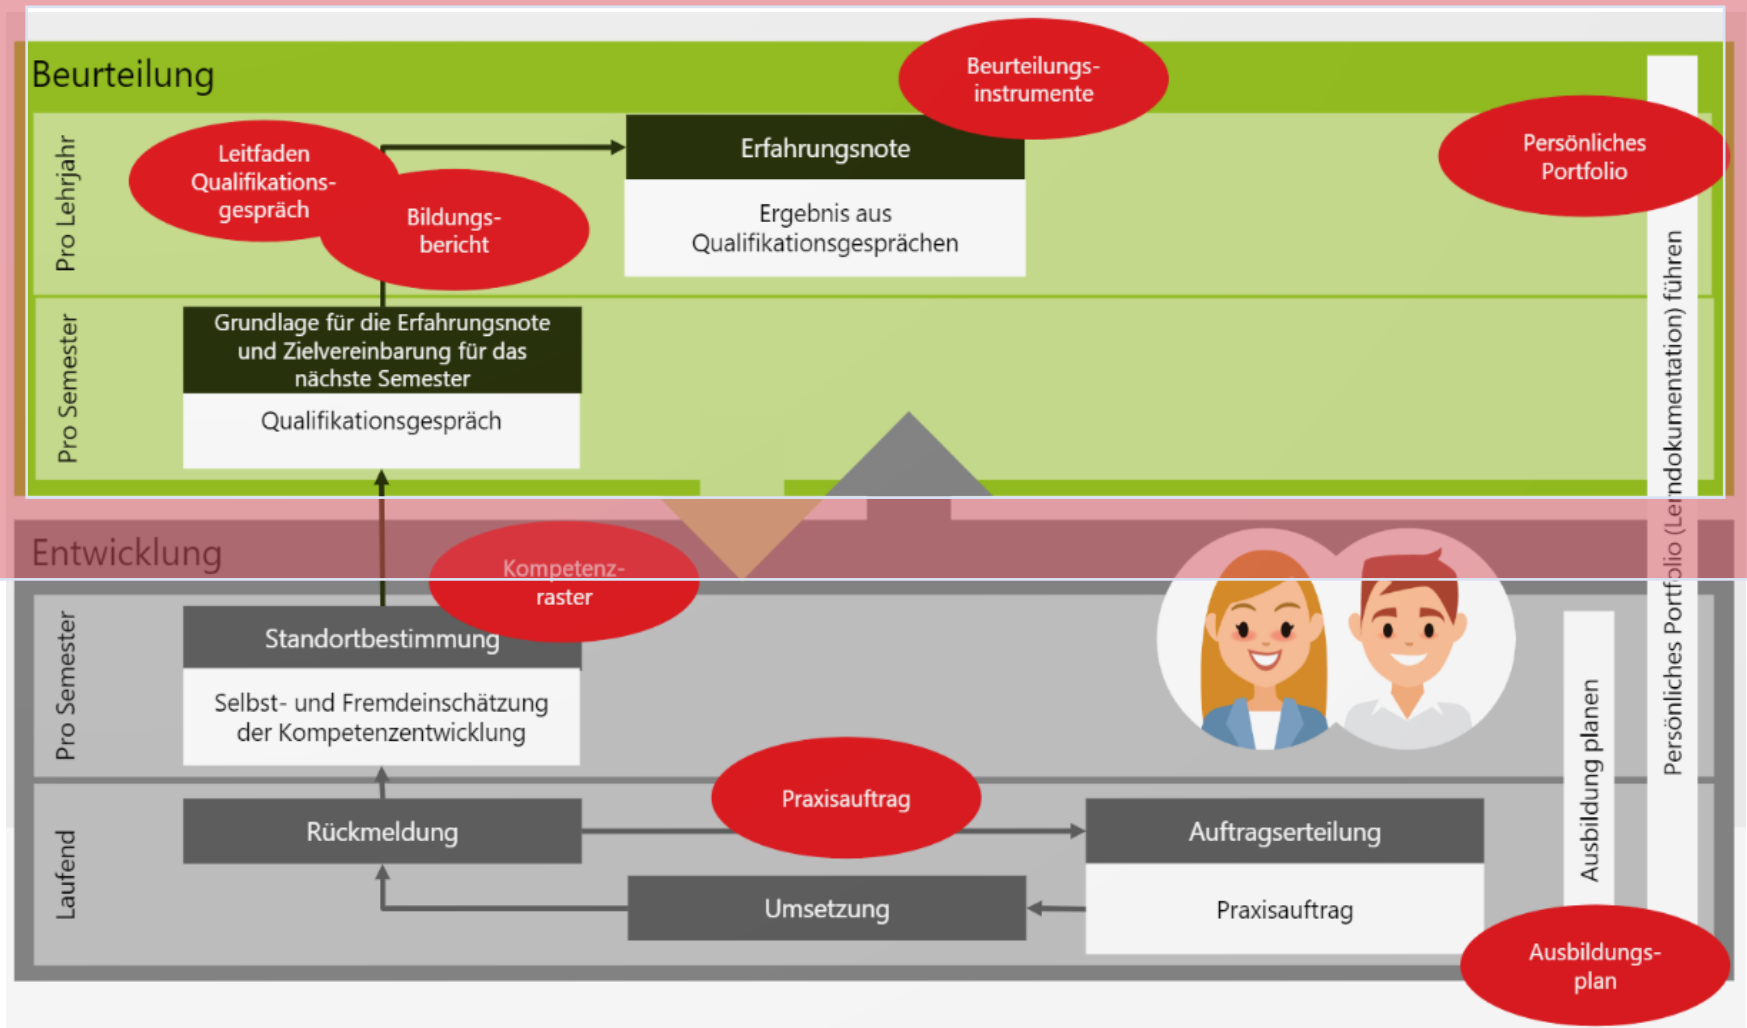 Beurteilung
Beurteilungs-
instrumente
Pro Lehrjahr
Leitfaden
Qualifikations-
gespräch
Bildungs-
bericht
Erfahrungsnote
Ergebnis aus
Qualifikationsgesprächen
Persönliches
Portfolio
Pro Semester
Grundlage für die Erfahrungsnote
und Zielvereinbarung für das
nächste Semester
Qualifikationsgespräch
Persönliches Portfolio (Lerndokumentation) führen
Entwicklung
Kompetenz-
raster
Pro Semester
Standortbestimmung
Selbst- und Fremdeinschätzung
der Kompetenzentwicklung
Ausbildung planen
Laufend
Rückmeldung
Praxisauftrag
Auftragserteilung
Praxisauftrag
Umsetzung
Ausbildungs-
plan